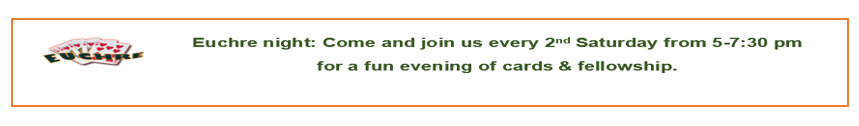 EUCHRE
Euchre night: Come and join us every 2nd Saturday from 5-7:30 pm
for a fun evening of cards & fellowship.